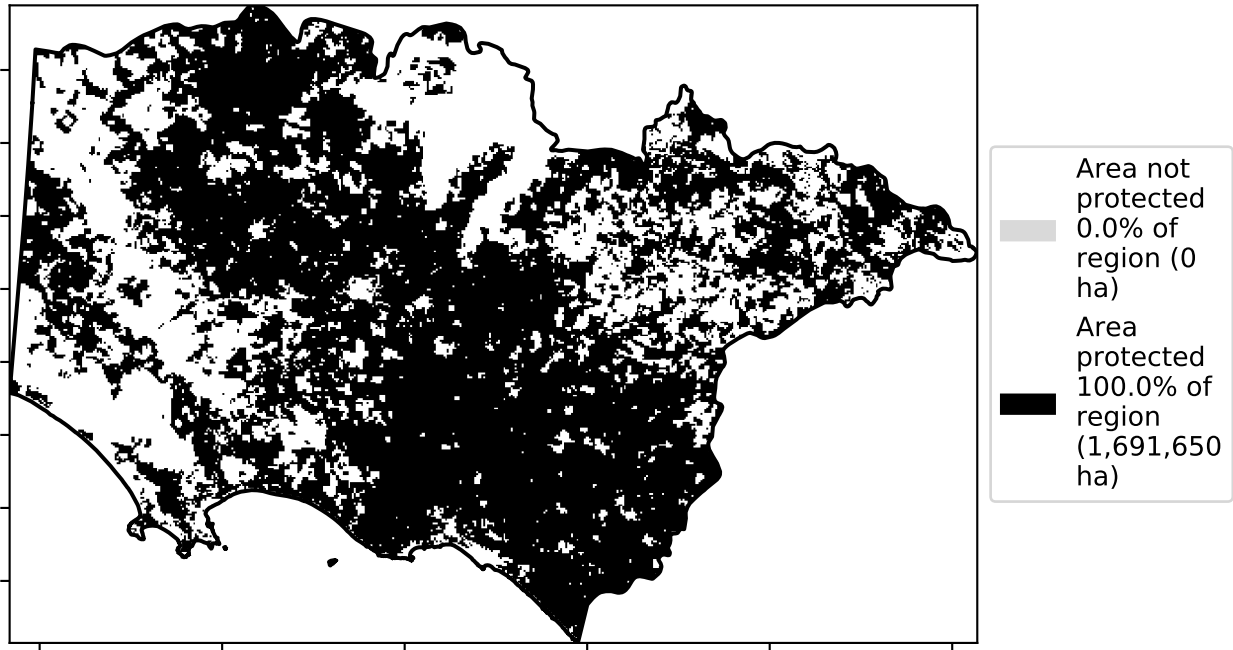 Area not
protected
0.0% of
region (0
ha)
Area
protected
100.0% of
region
(1,691,650
ha)